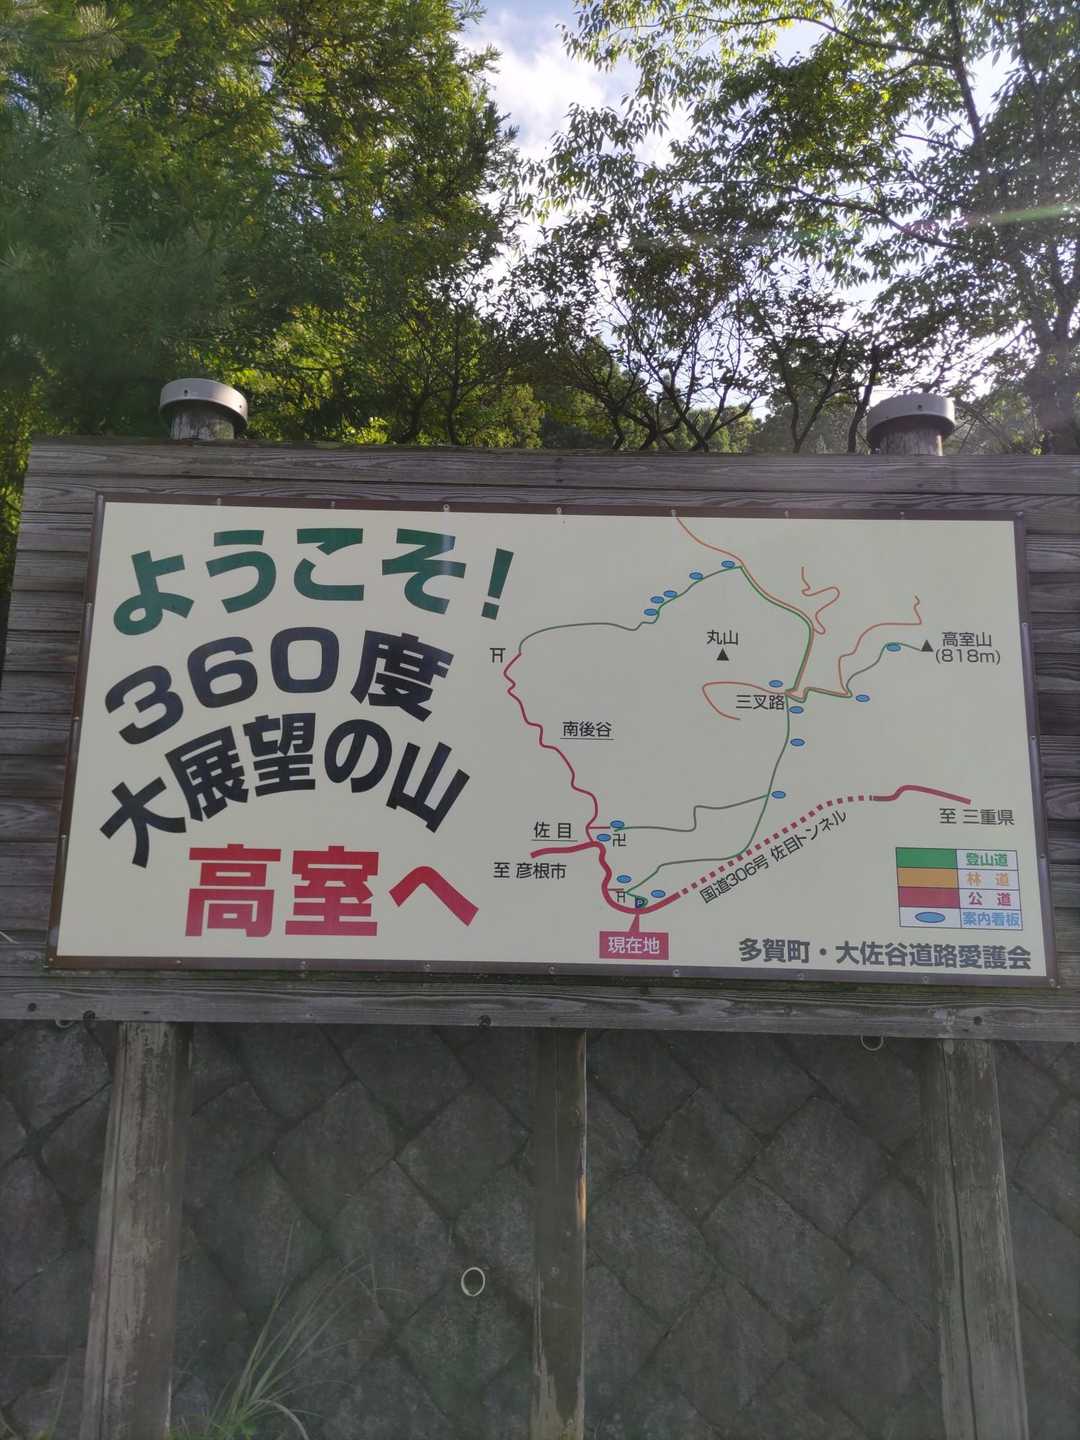 ようこそ!
360度
大展望の山
高室へ
丸山
高室山
(818m)
三叉路
南後谷
佐目
至 彦根市
至 三重県
国道306号 佐目トンネル
P
現在地
登山道
林道
公道
案内看板
多賀町・大佐谷道路愛護会